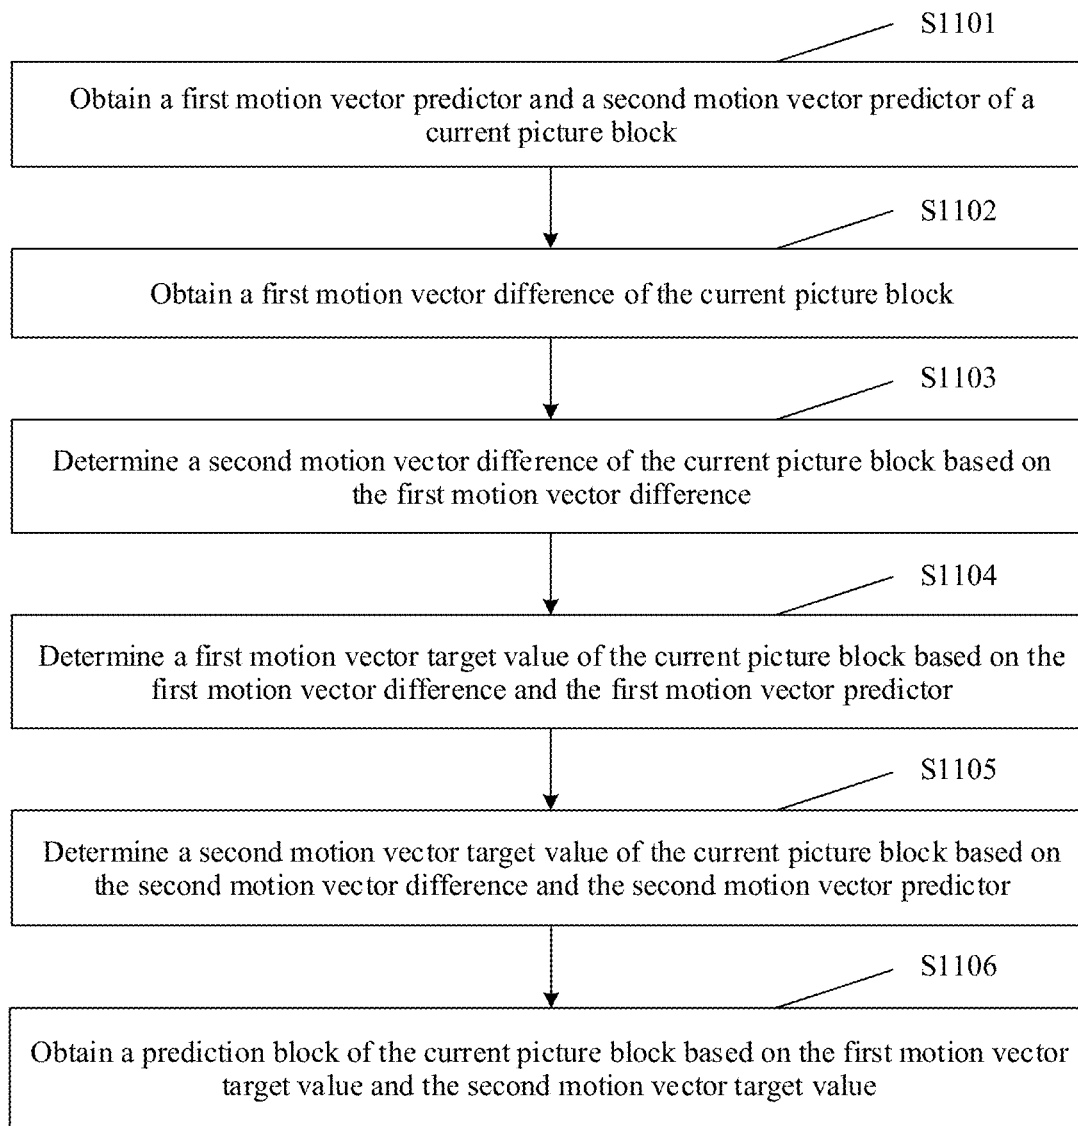 S1101
Obtain a first motion vector predictor and a second motion vector predictor of a
current picture block
S1102
Obtain a first motion vector difference of the current picture block
S1103
Determine a second motion vector difference of the current picture block based on
the first motion vector difference
S1104
Determine a first motion vector target value of the current picture block based on the
first motion vector difference and the first motion vector predictor
S1105
Determine a second motion vector target value of the current picture block based on
the second motion vector difference and the second motion vector predictor
S1106
Obtain a prediction block of the current picture block based on the first motion vector
target value and the second motion vector target value